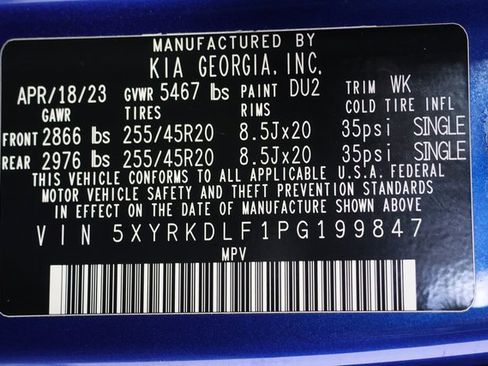 MANUFACTURED BY
KIA GEORGIA, INC.
APR/18/23 GVWR 5467 lbs PAINT DU2 TRIM WK
GAWR TIRES RIMS COLD TIRE INFL
FRONT 2866 lbs 255/45R20 8.5Jx20 35psi SINGLE
REAR 2976 lbs 255/45R20 8.5Jx20 35psi SINGLE
THIS VEHICLE CONFORMS TO ALL APPLICABLE U.S.A. FEDERAL
MOTOR VEHICLE SAFETY AND THEFT PREVENTION STANDARDS
IN EFFECT ON THE DATE OF MANUFACTURE SHOWN ABOVE
VIN 5XYRKDLF1PG199847
MPV